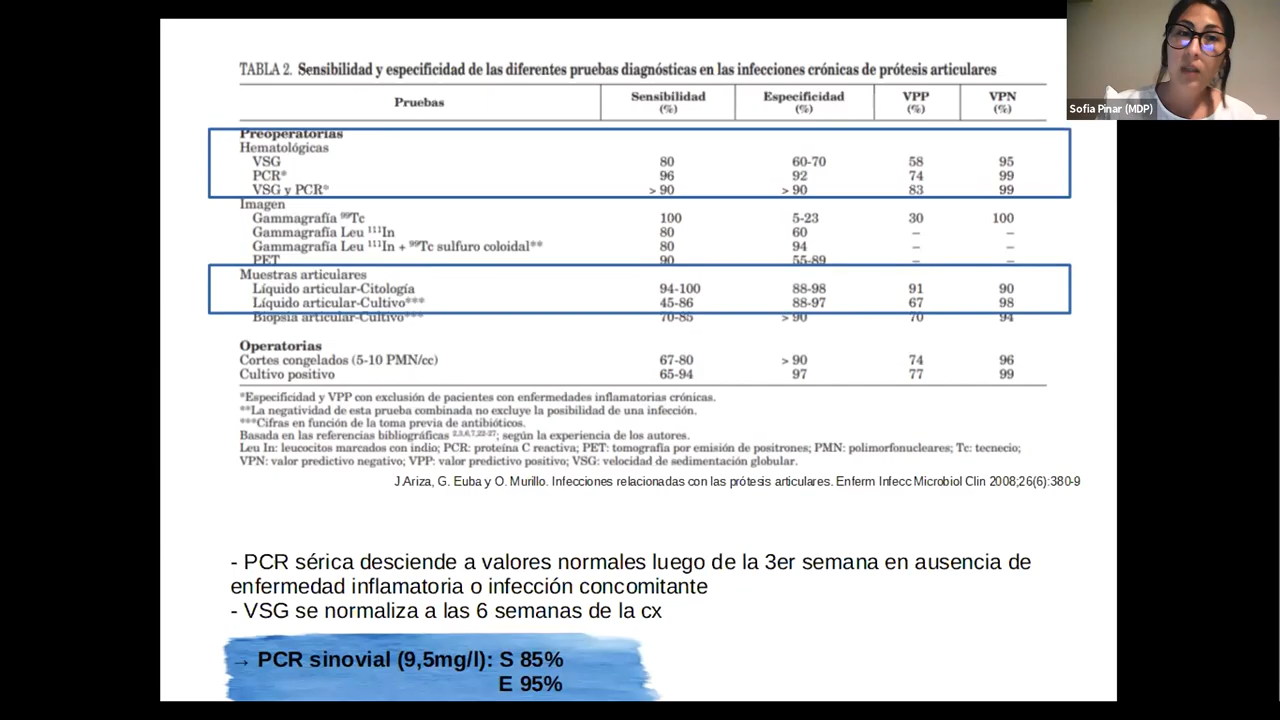 TABLA 2. Sensibilidad y especificidad de las diferentes pruebas diagnósticas en las infecciones crónicas de prótesis articulares
Pruebas Sensibilidad (%) Especificidad (%) VPP (%) VPN (%)
Preoperatorias
Hematológicas
VSG 80 60-70 58 95
PCR* 96 92 74 99
VSG y PCR* > 90 > 90 83 99
Imagen
Gammagrafía 99Tc 100 5-23 30 100
Gammagrafía Leu 111In 80 60 – –
Gammagrafía Leu 111In + 99Tc sulfuro coloidal** 80 94 – –
PET 90 55-89 – –
Muestras articulares
Líquido articular-Citología 94-100 88-98 91 90
Líquido articular-Cultivo*** 45-86 88-97 67 98
Biopsia articular-Cultivo*** 70-85 > 90 70 94
Operatorias
Cortes congelados (5-10 PMN/cc) 67-80 > 90 74 96
Cultivo positivo 65-94 97 77 99
*Especificidad y VPP con exclusión de pacientes con enfermedades inflamatorias crónicas.
**La negatividad de esta prueba combinada no excluye la posibilidad de una infección.
***Cifras en función de la toma previa de antibióticos.
Basada en las referencias bibliográficas 2,3,6,7,22-27; según la experiencia de los autores.
Leu In: leucocitos marcados con indio; PCR: proteína C reactiva; PET: tomografía por emisión de positrones; PMN: polimorfonucleares; Tc: tecnecio;
VPN: valor predictivo negativo; VPP: valor predictivo positivo; VSG: velocidad de sedimentación globular.
J.Ariza, G. Euba y O. Murillo. Infecciones relacionadas con las prótesis articulares. Enferm Infecc Microbiol Clin 2008;26(6):380-9
- PCR sérica desciende a valores normales luego de la 3er semana en ausencia de
enfermedad inflamatoria o infección concomitante
- VSG se normaliza a las 6 semanas de la cx
→ PCR sinovial (9,5mg/l): S 85%
E 95%
Sofía Pinar (MDP)